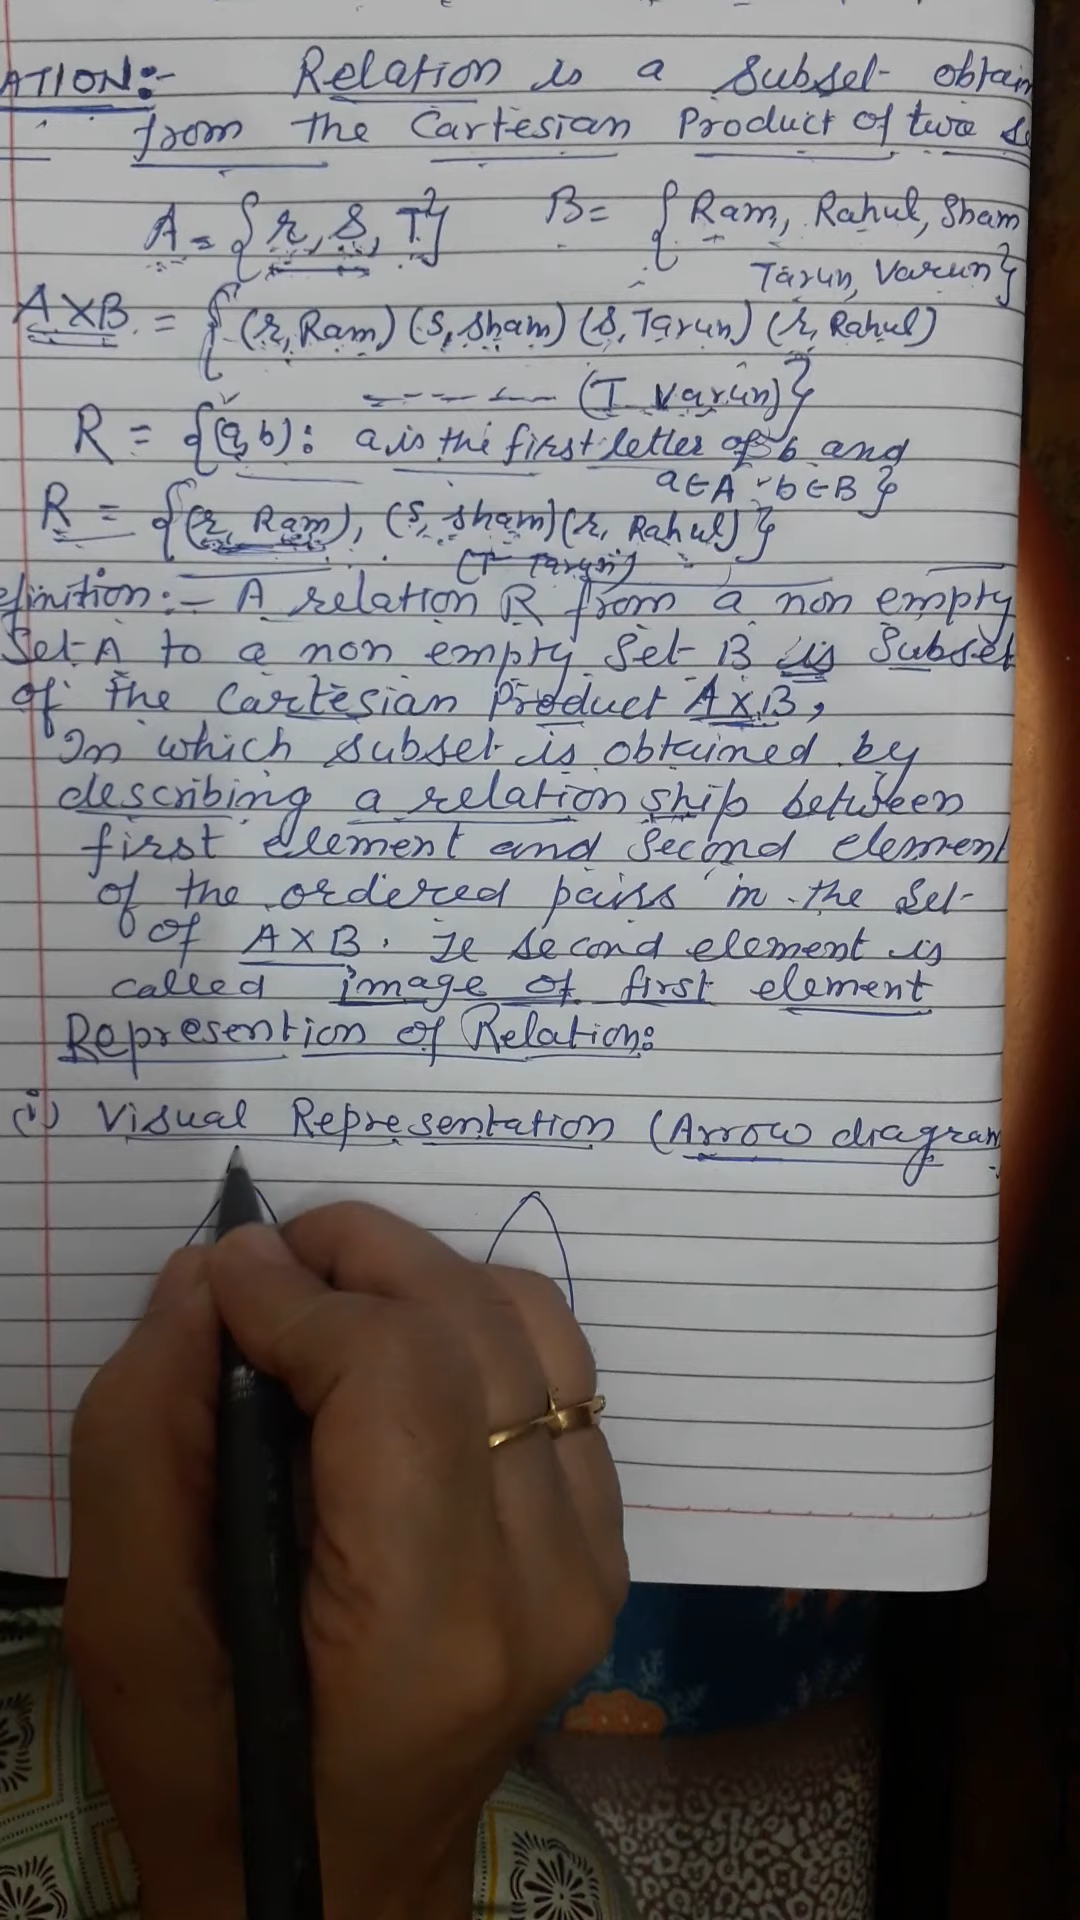 ATION:- Relation is a Subset obtain
from the Cartesian Product of two s
A = {r, S, T} B = { Ram, Rahul, Sham
Tarun, Varun}
AXB = { (r, Ram) (S, Sham) (S, Tarun) (r, Rahul)
----- (T Varun)}
R = {(a, b): a is the first letter of b and
a ∈ A b ∈ B}
R = {(r, Ram), (S, Sham) (r, Rahul)}
(T Tarun)
efinition:- A relation R from a non empty
Set A to a non empty Set B is Subset
of the Cartesian Product AXB,
In which subset is obtained by
describing a relation ship between
first element and second element
of the ordered pairs in the Set
of AXB. Ie second element is
called image of first element
Represention of Relation:
(i) Visual Representation (Arrow diagram